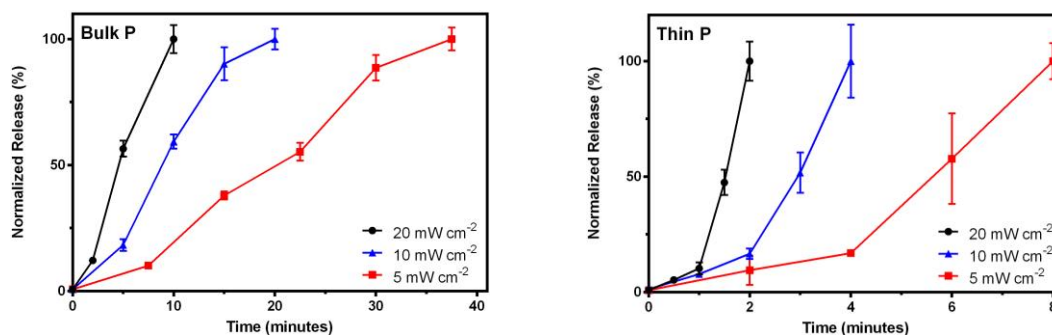 Bulk P
Normalized Release (%)
100
50
0
0 10 20 30 40
Time (minutes)
20 mW cm-2
10 mW cm-2
5 mW cm-2
Thin P
Normalized Release (%)
100
50
0
0 2 4 6 8
Time (minutes)
20 mW cm-2
10 mW cm-2
5 mW cm-2